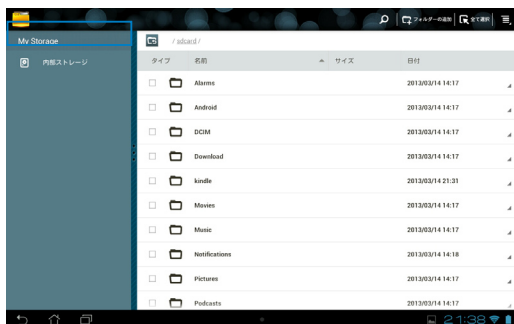 フォルダーの追加 全て選択
My Storage
/ sdcard /
内部ストレージ
タイプ 名前 サイズ 日付
Alarms 2013/03/14 14:17
Android 2013/03/14 14:17
DCIM 2013/03/14 14:17
Download 2013/03/14 14:17
kindle 2013/03/14 21:31
Movies 2013/03/14 14:17
Music 2013/03/14 14:17
Notifications 2013/03/14 14:18
Pictures 2013/03/14 14:17
Podcasts 2013/03/14 14:17
21:38